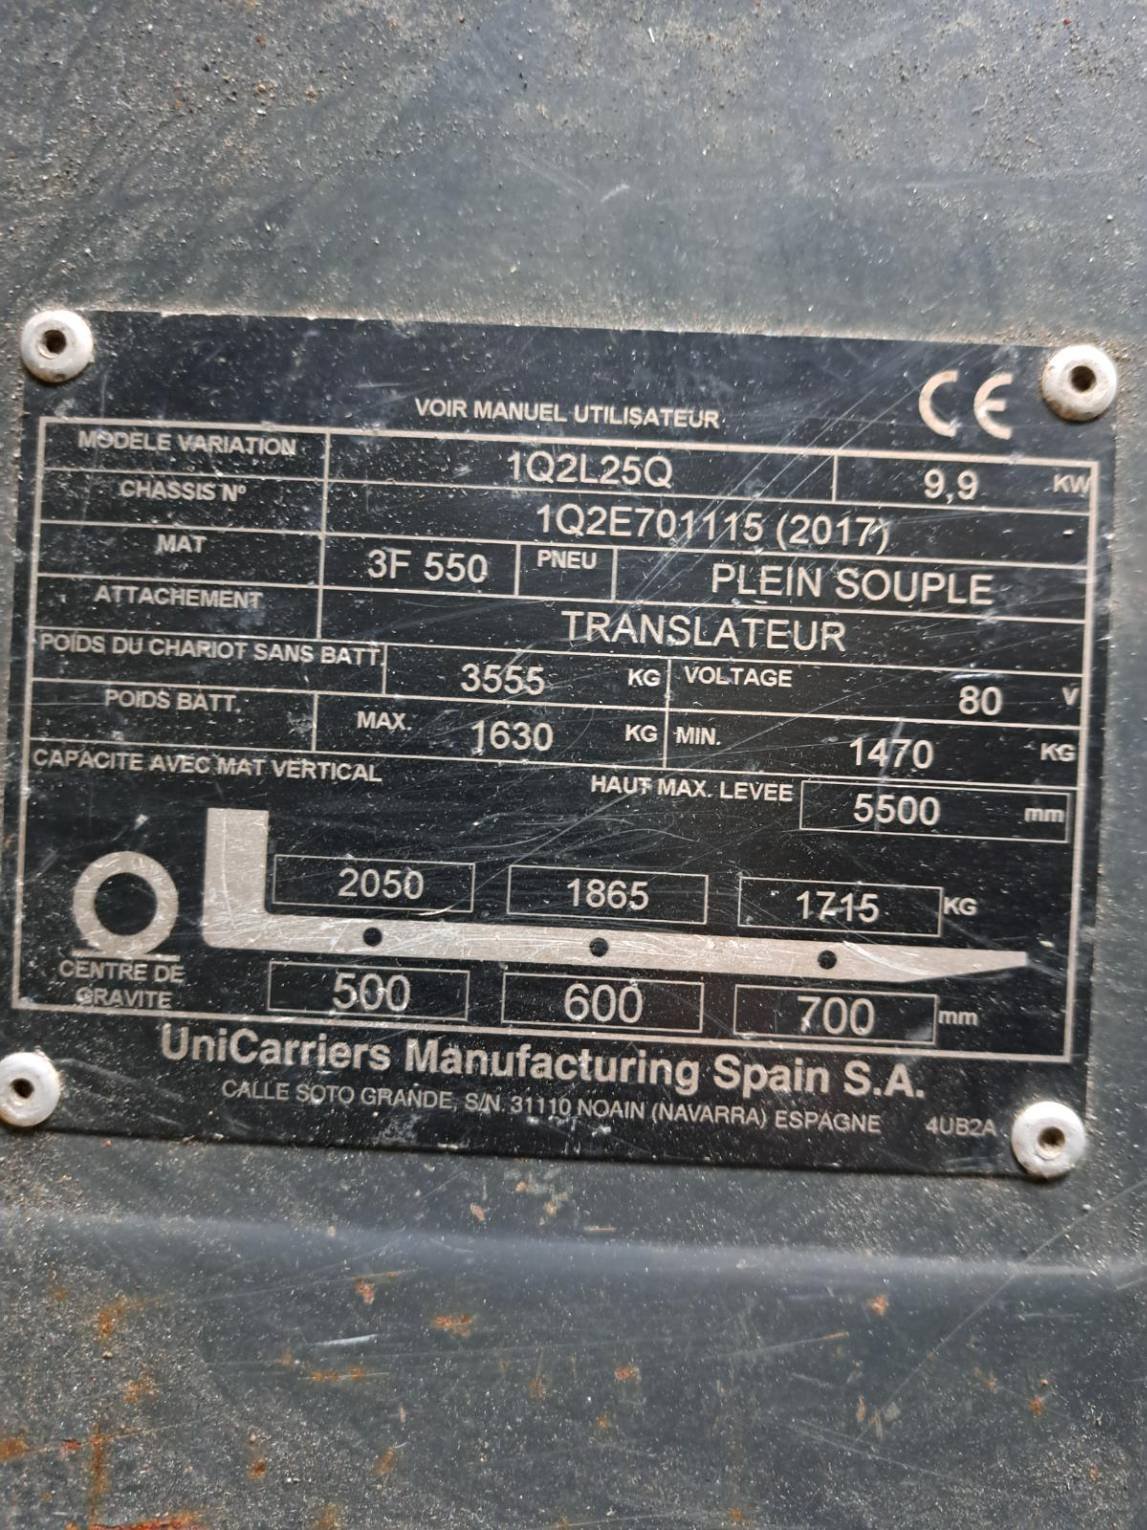 CE
VOIR MANUEL UTILISATEUR
MODELE VARIATION 1Q2L25Q 9,9 KW
CHASSIS Nº 1Q2E701115 (2017)
MAT 3F 550 PNEU PLEIN SOUPLE
ATTACHEMENT TRANSLATEUR
POIDS DU CHARIOT SANS BATT. 3555 KG VOLTAGE 80 V
POIDS BATT. MAX. 1630 KG MIN. 1470 KG
CAPACITE AVEC MAT VERTICAL HAUT MAX. LEVEE 5500 mm
2050 1865 1715 KG
CENTRE DE
GRAVITE
500 600 700 mm
UniCarriers Manufacturing Spain S.A.
CALLE SOTO GRANDE, S/N. 31110 NOAIN (NAVARRA) ESPAGNE 4UB2A